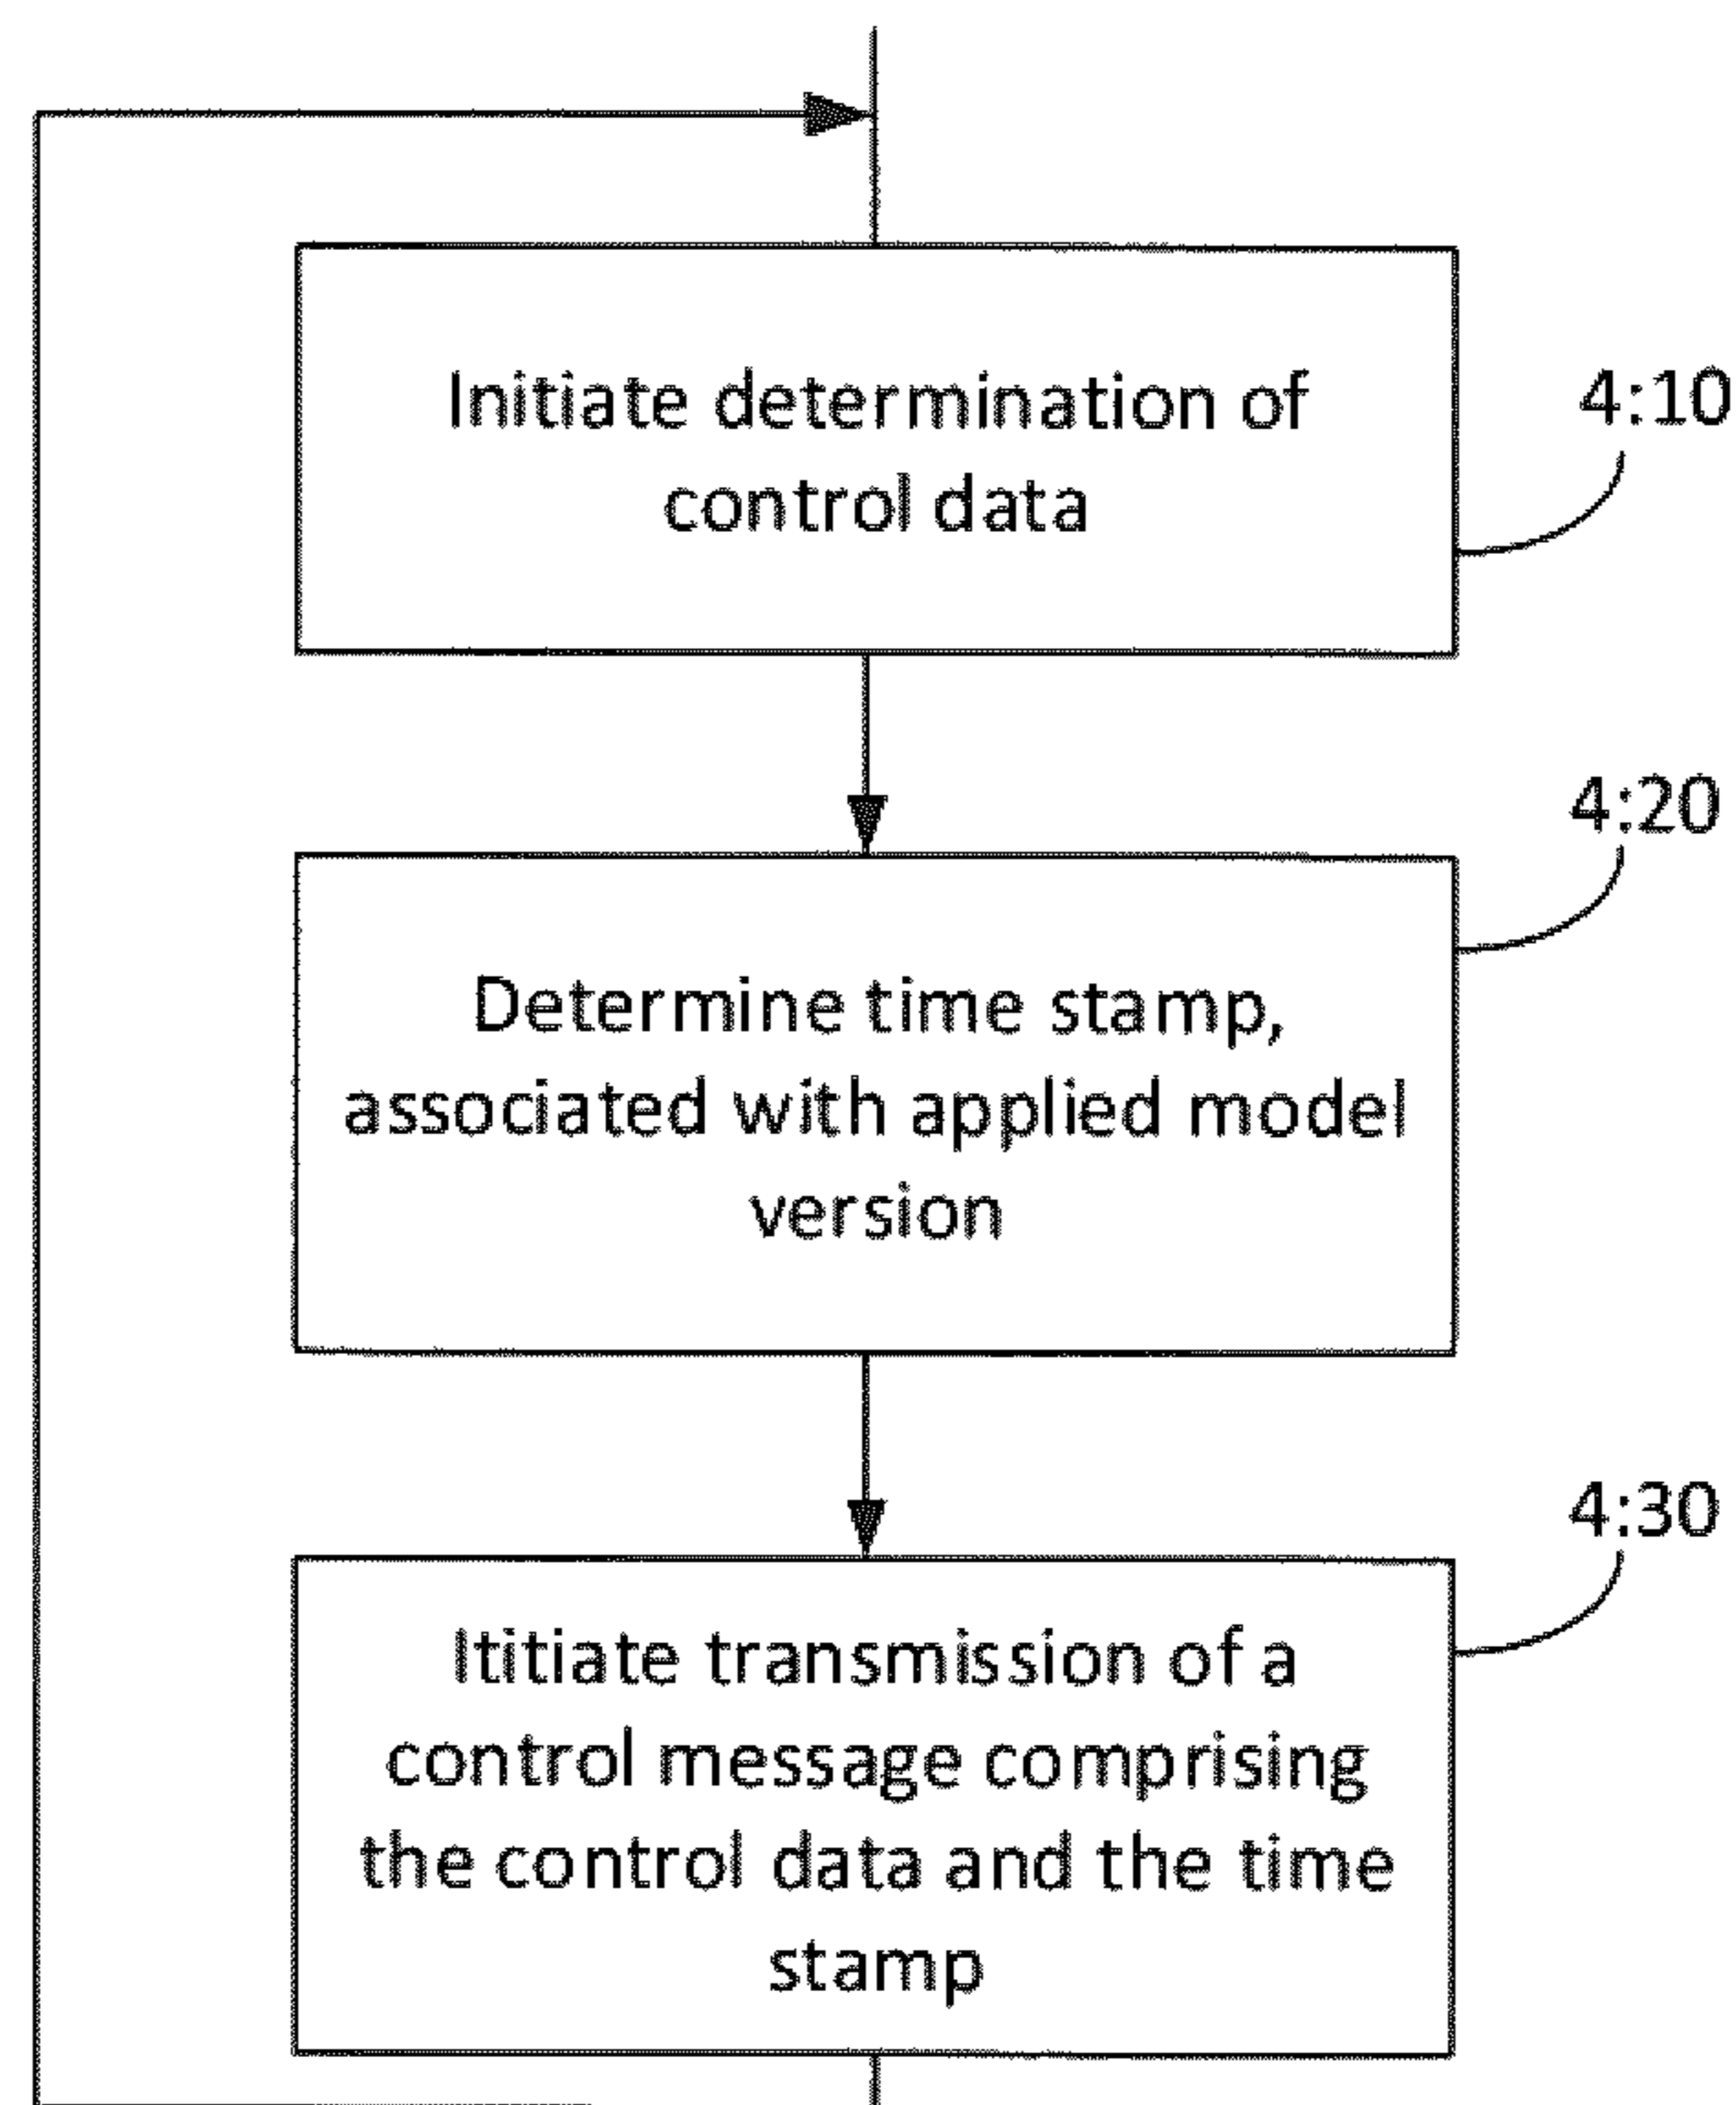 Initiate determination of
control data
4:10
Determine time stamp,
associated with applied model
version
4:20
Ititiate transmission of a
control message comprising
the control data and the time
stamp
4:30